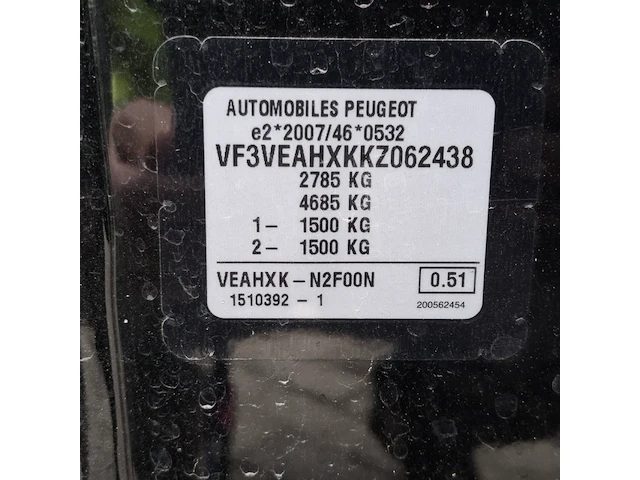 AUTOMOBILES PEUGEOT
e2*2007/46*0532
VF3VEAHXKKZ062438
2785 KG
4685 KG
1- 1500 KG
2- 1500 KG
VEAHXK-N2F00N 0.51
1510392 - 1 200562454